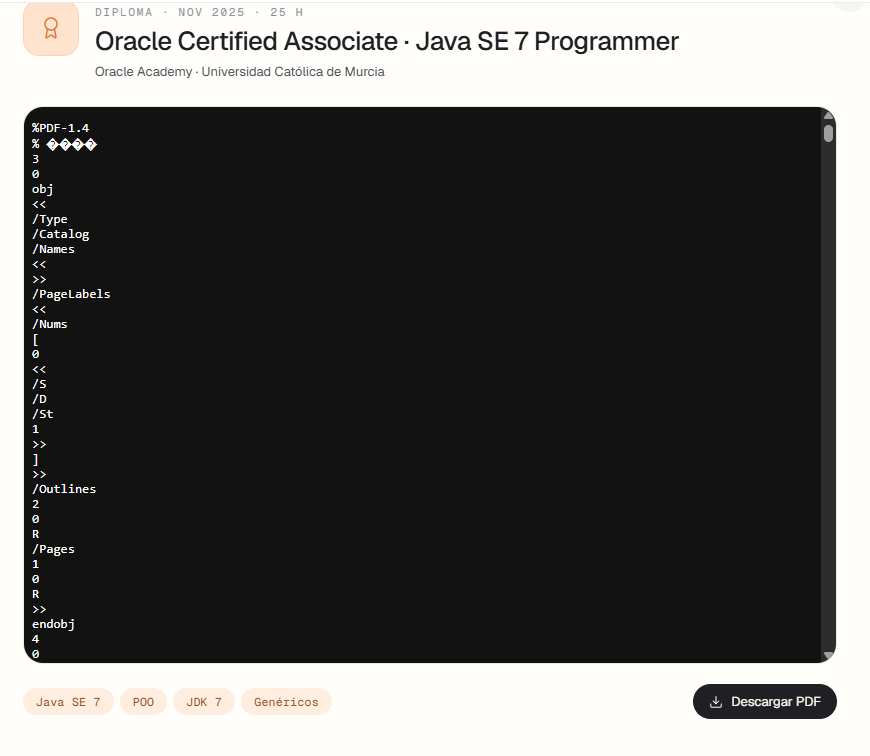 DIPLOMA · NOV 2025 · 25 H
Oracle Certified Associate · Java SE 7 Programmer
Oracle Academy · Universidad Católica de Murcia
%PDF-1.4
% ����
3
0
obj
<<
/Type
/Catalog
/Names
<<
>>
/PageLabels
<<
/Nums
[
0
<<
/S
/D
/St
1
>>
]
>>
/Outlines
2
0
R
/Pages
1
0
R
>>
endobj
4
0
Java SE 7
POO
JDK 7
Genéricos
Descargar PDF